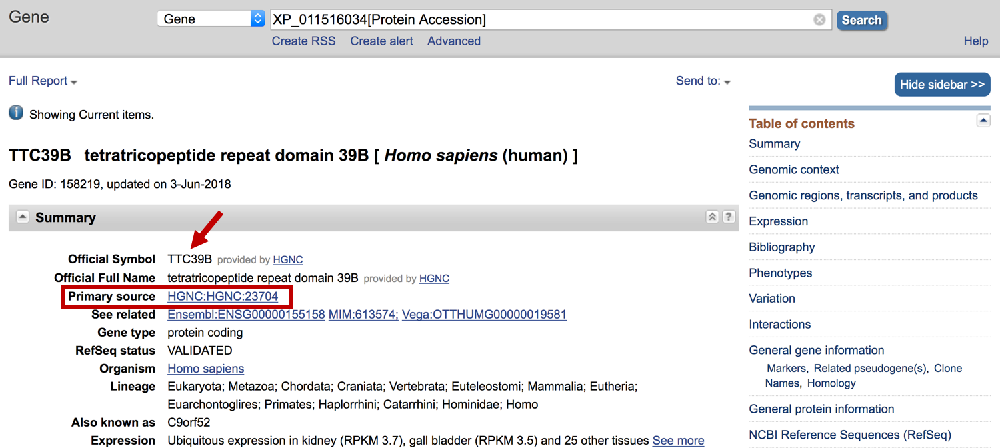 Gene
Gene
XP_011516034[Protein Accession]
Search
Create RSS Create alert Advanced
Help
Full Report
Send to:
Hide sidebar >>
Showing Current items.
TTC39B tetratricopeptide repeat domain 39B [ Homo sapiens (human) ]
Gene ID: 158219, updated on 3-Jun-2018
Summary
?
Official Symbol TTC39B provided by HGNC
Official Full Name tetratricopeptide repeat domain 39B provided by HGNC
Primary source HGNC:HGNC:23704
See related Ensembl:ENSG00000155158 MIM:613574; Vega:OTTHUMG00000019581
Gene type protein coding
RefSeq status VALIDATED
Organism Homo sapiens
Lineage Eukaryota; Metazoa; Chordata; Craniata; Vertebrata; Euteleostomi; Mammalia; Eutheria;
Euarchontoglires; Primates; Haplorrhini; Catarrhini; Hominidae; Homo
Also known as C9orf52
Expression Ubiquitous expression in kidney (RPKM 3.7), gall bladder (RPKM 3.5) and 25 other tissues See more
Table of contents
Summary
Genomic context
Genomic regions, transcripts, and products
Expression
Bibliography
Phenotypes
Variation
Interactions
General gene information
Markers, Related pseudogene(s), Clone
Names, Homology
General protein information
NCBI Reference Sequences (RefSeq)